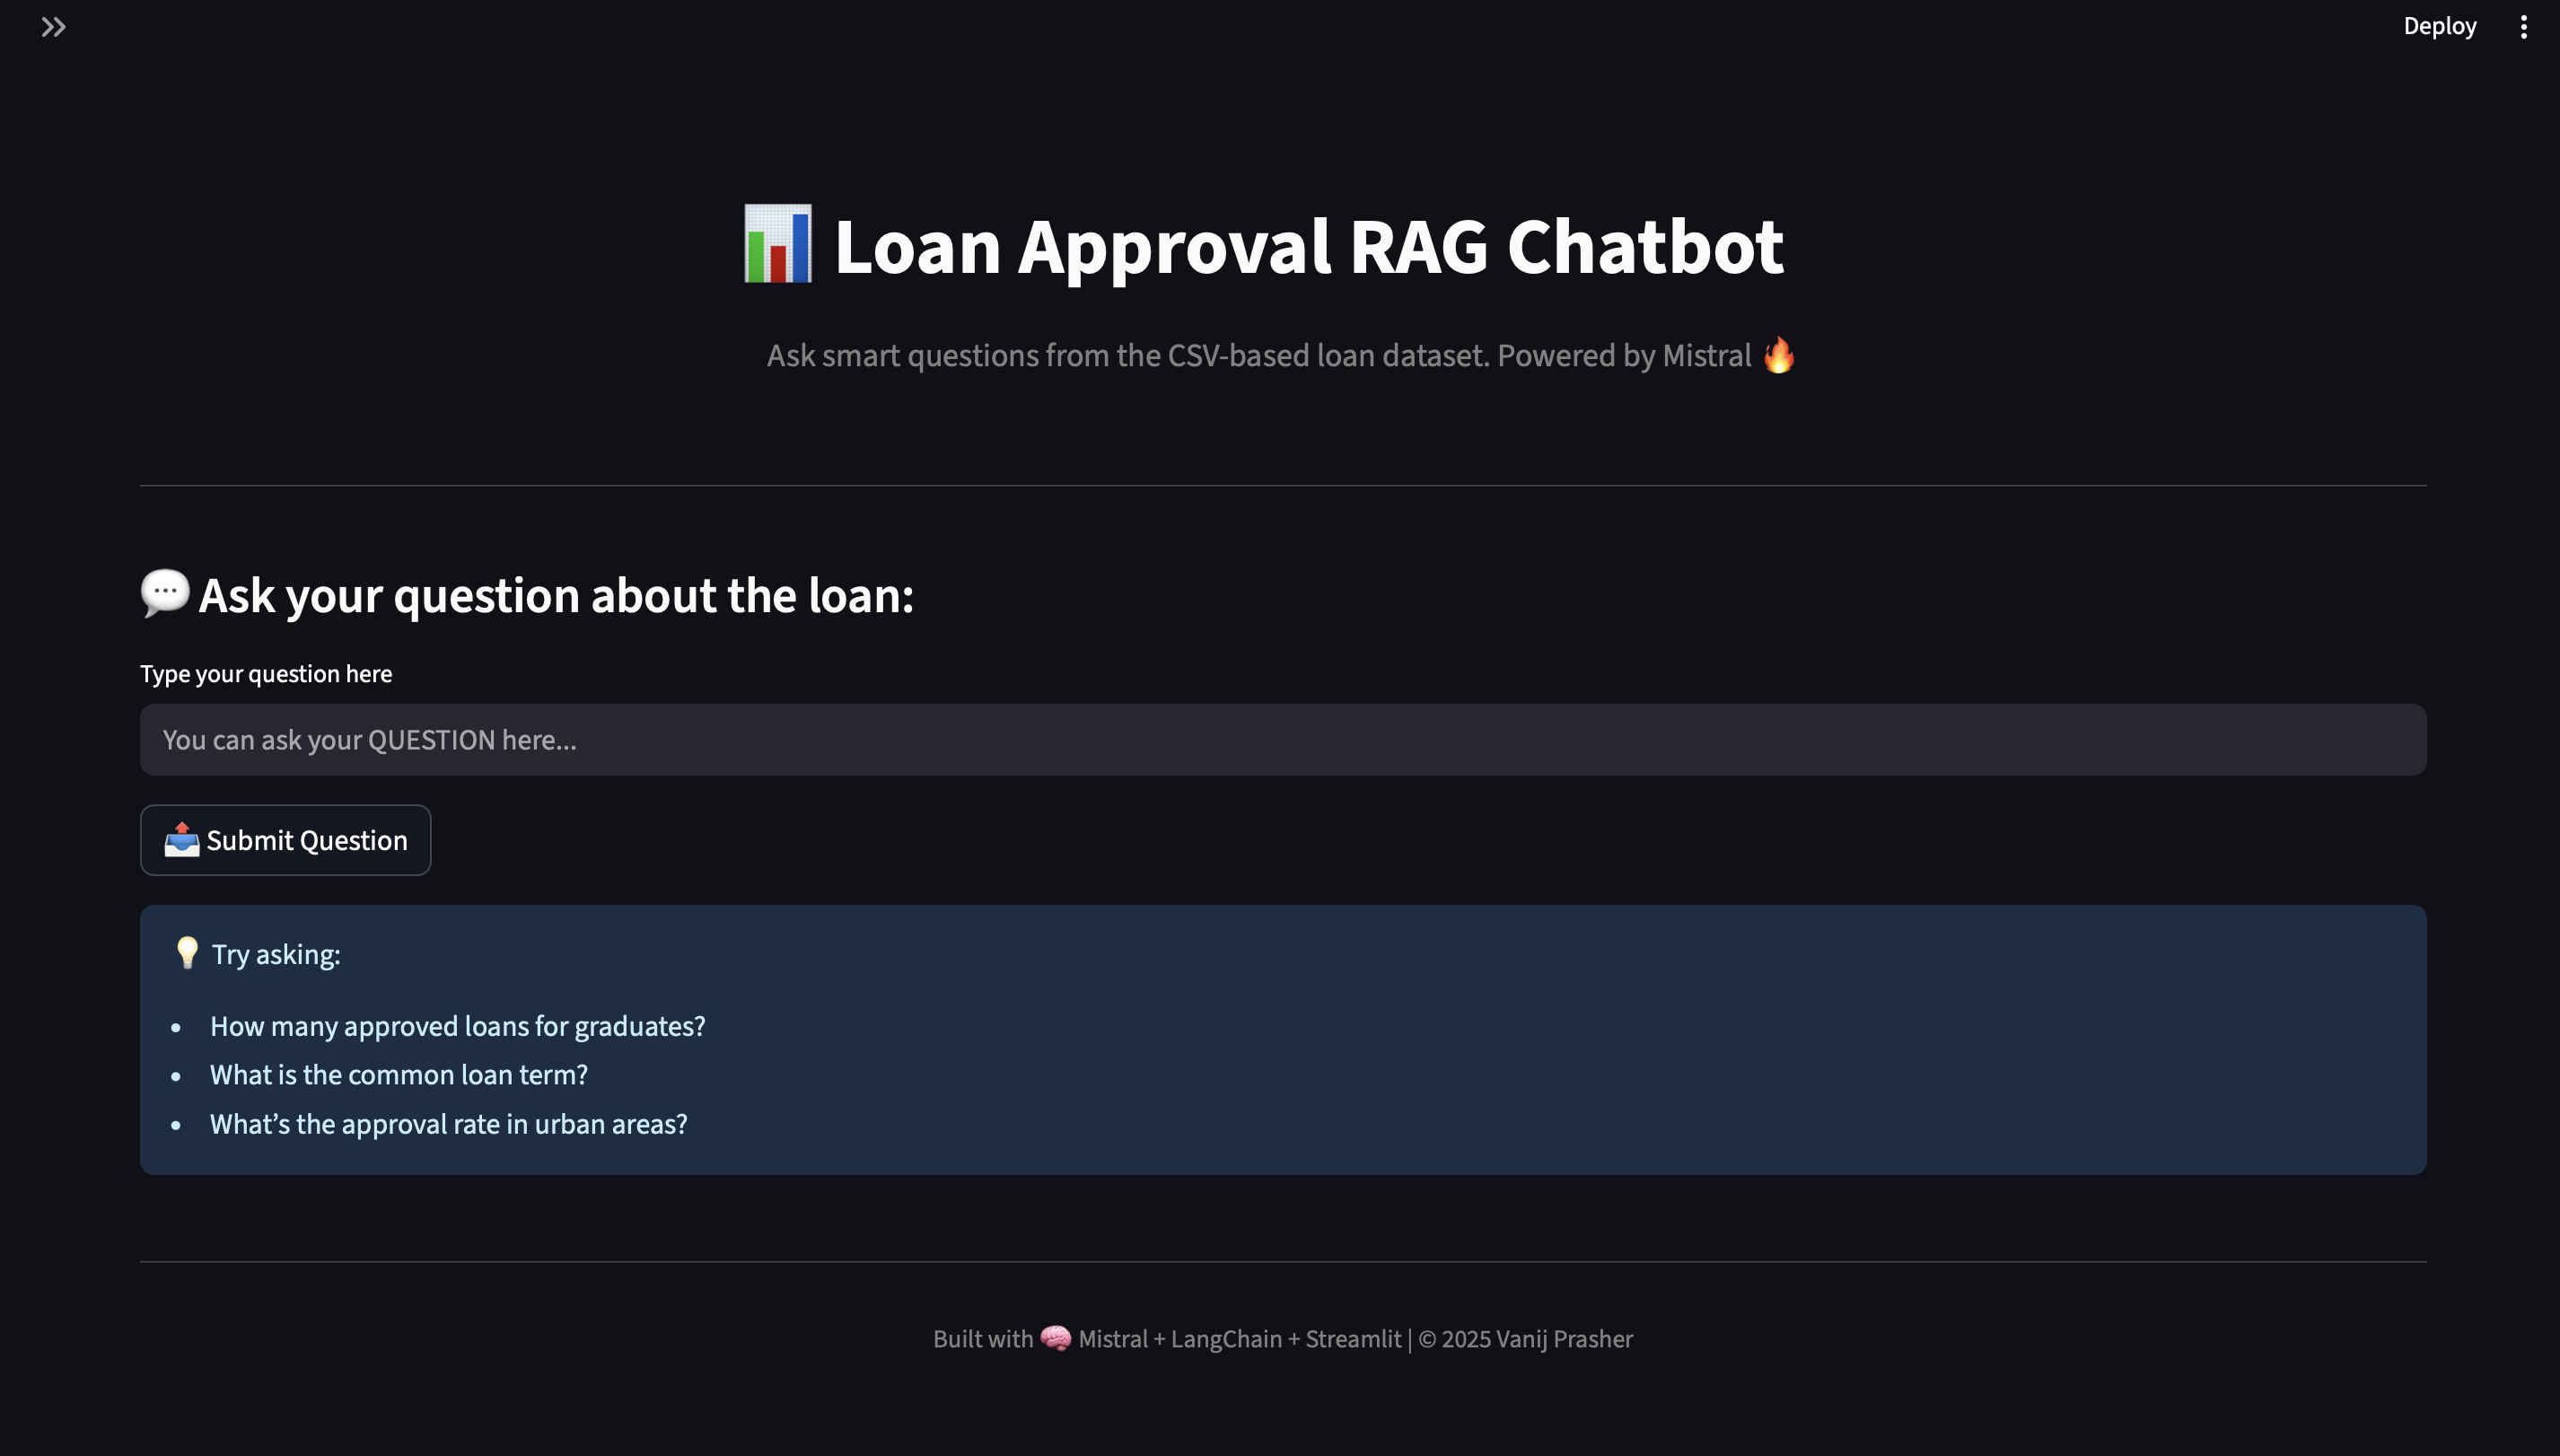 Deploy
Loan Approval RAG Chatbot
Ask smart questions from the CSV-based loan dataset. Powered by Mistral 🔥
Ask your question about the loan:
Type your question here
You can ask your QUESTION here...
Submit Question
Try asking:
• How many approved loans for graduates?
• What is the common loan term?
• What’s the approval rate in urban areas?
Built with 🧠 Mistral + LangChain + Streamlit | © 2025 Vanij Prasher